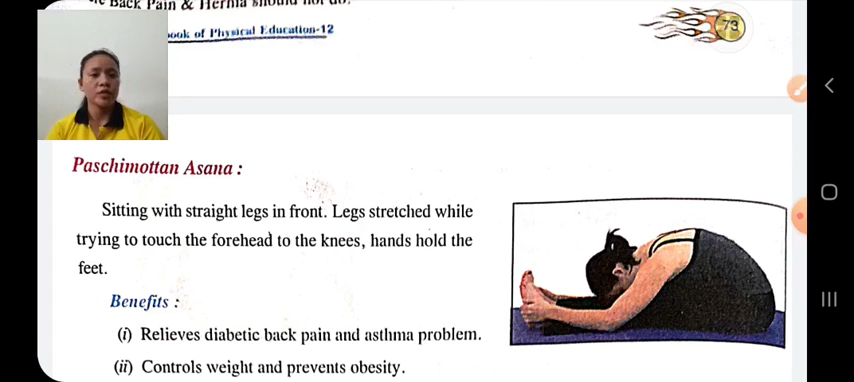 Back Pain & Hernia should not do.
ook of Physical Education-12
73
Paschimottan Asana :
Sitting with straight legs in front. Legs stretched while
trying to touch the forehead to the knees, hands hold the
feet.
Benefits :
(i) Relieves diabetic back pain and asthma problem.
(ii) Controls weight and prevents obesity.